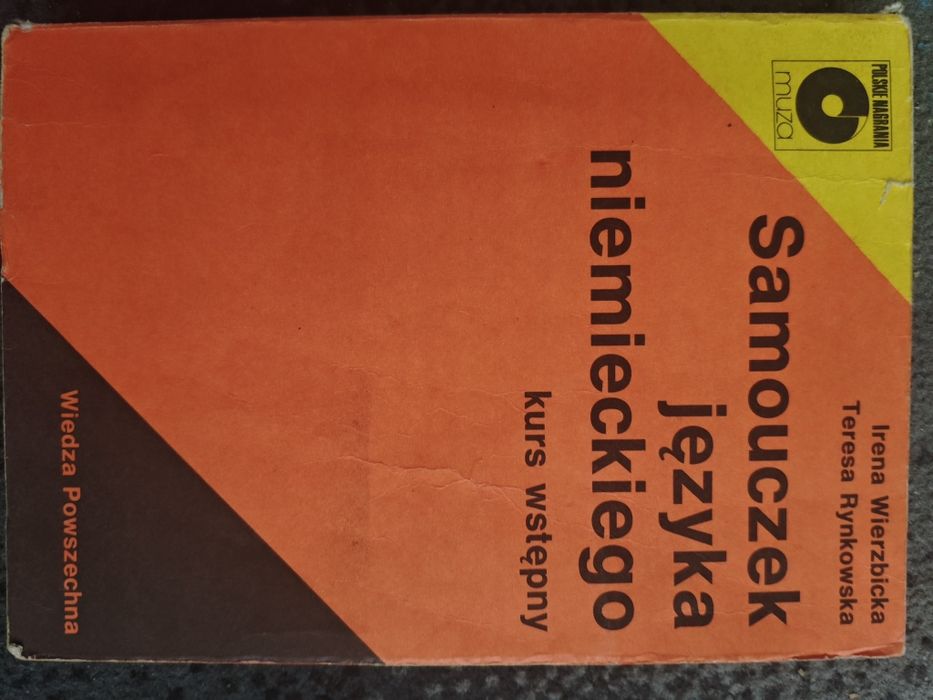 POLSKIE NAGRANIA
muza
Irena Wierzbicka
Teresa Rynkowska
Samouczek
języka
niemieckiego
kurs wstępny
Wiedza Powszechna